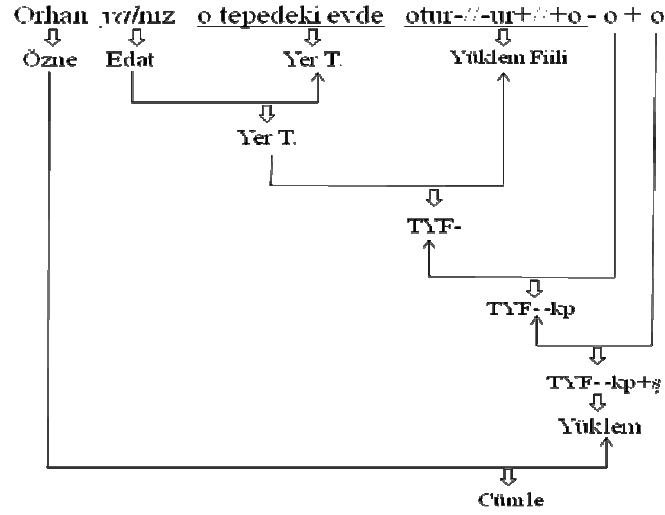 Orhan yalnız o tepedeki evde otur-//-ur+//+o - o + o
Özne Edat Yer T. Yüklem Fiili
Yer T.
TYF-
TYF- -kp
TYF- -kp+ş
Yüklem
Cümle